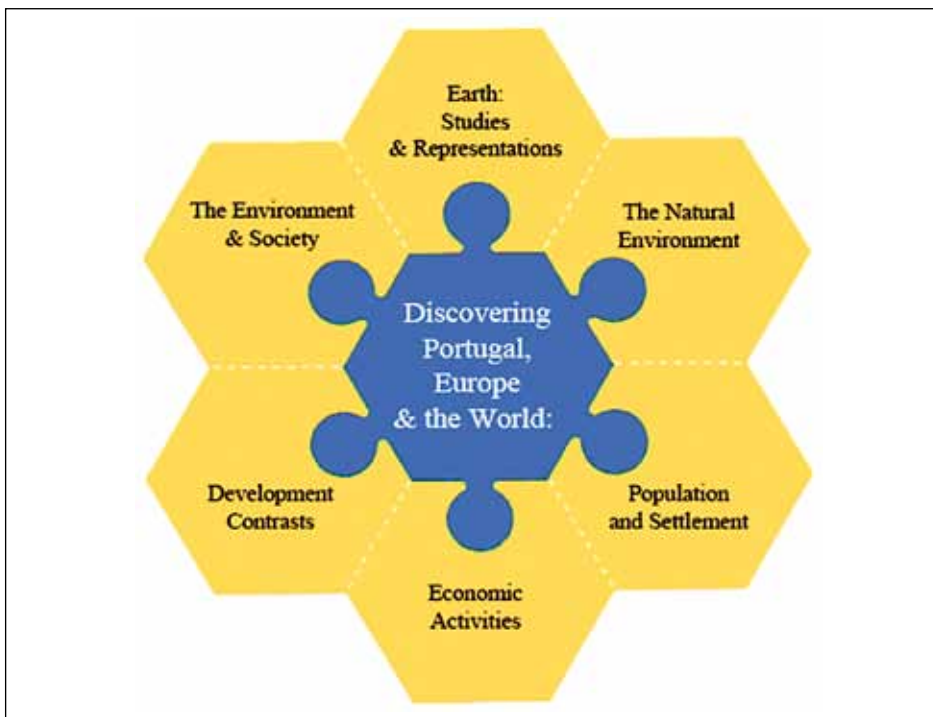 Earth:
Studies
& Representations
The Environment
& Society
The Natural
Environment
Discovering
Portugal,
Europe
& the World:
Development
Contrasts
Population
and Settlement
Economic
Activities